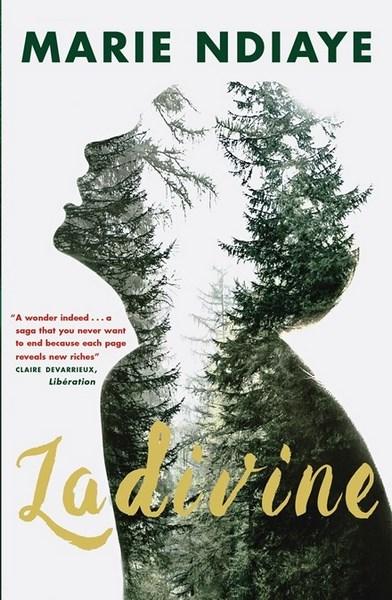 MARIE NDIAYE
“A wonder indeed . . . a
saga that you never want
to end because each page
reveals new riches”
CLAIRE DEVARRIEUX,
Libération
Ladivine